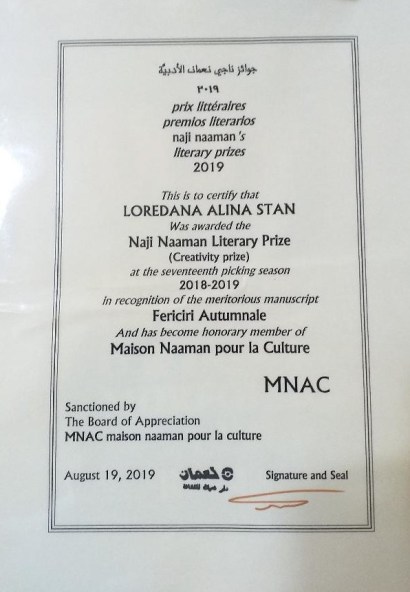 جوائز ناجي نعمان الأدبيّة
٢٠١٩
prix littéraires
premios literarios
naji naaman's
literary prizes
2019
This is to certify that
LOREDANA ALINA STAN
Was awarded the
Naji Naaman Literary Prize
(Creativity prize)
at the seventeenth picking season
2018-2019
in recognition of the meritorious manuscript
Fericiri Autumnale
And has become honorary member of
Maison Naaman pour la Culture
MNAC
Sanctioned by
The Board of Appreciation
MNAC maison naaman pour la culture
August 19, 2019 نعمان Signature and Seal